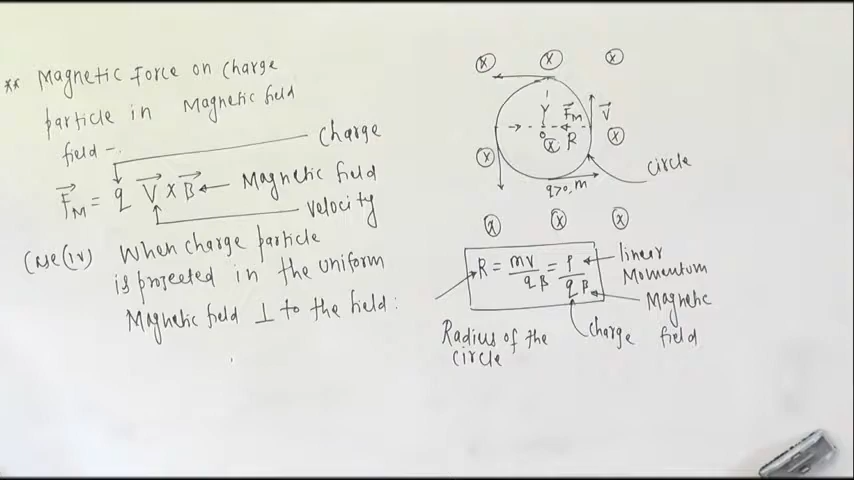 ** Magnetic Force on Charge
particle in Magnetic field
field -
F⃗M = q V⃗ × B⃗
Charge
Magnetic field
velocity
Case(iv) When charge particle
is projected in the uniform
Magnetic field ⊥ to the field:
ⓧ ⓧ ⓧ
F⃗M V⃗
ⓧ R ⓧ
ⓧ
q>0, m
circle
ⓧ ⓧ ⓧ
R = mv/qB = P/qB
linear
Momentum
Magnetic
field
charge
Radius of the
circle